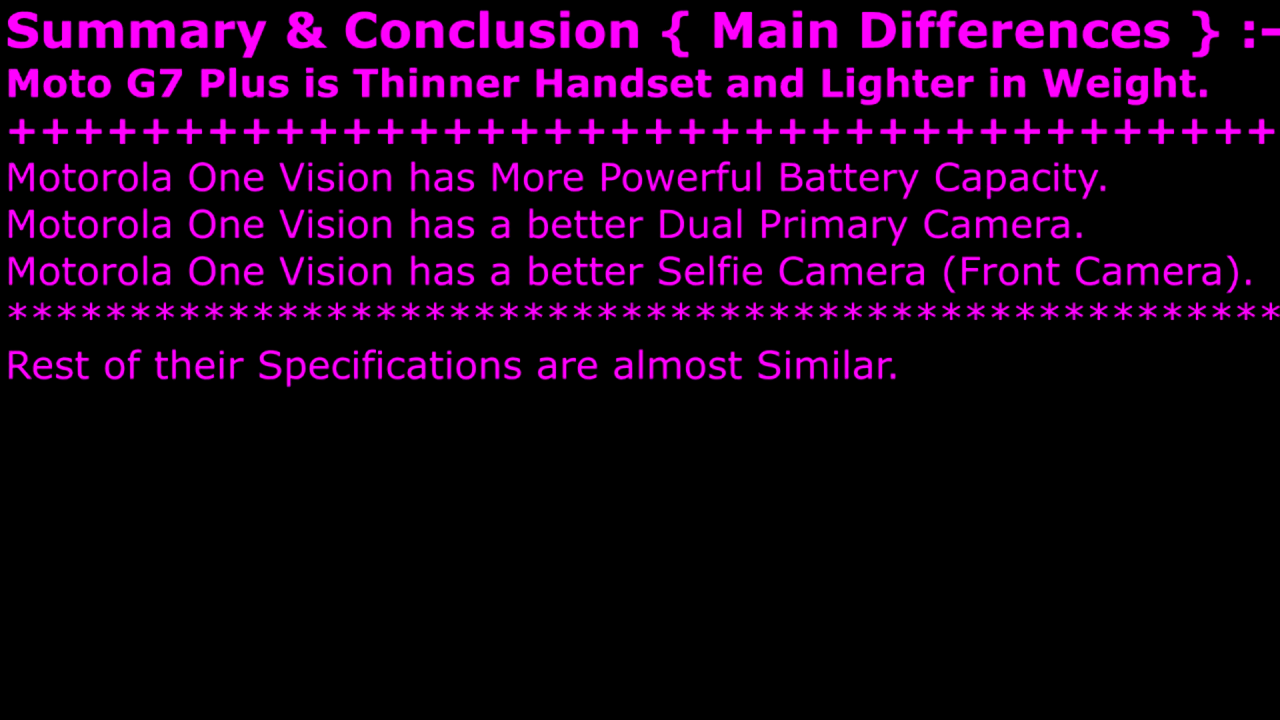 Summary & Conclusion { Main Differences } :-
Moto G7 Plus is Thinner Handset and Lighter in Weight.
++++++++++++++++++++++++++++++++++++++
Motorola One Vision has More Powerful Battery Capacity.
Motorola One Vision has a better Dual Primary Camera.
Motorola One Vision has a better Selfie Camera (Front Camera).
****************************************************
Rest of their Specifications are almost Similar.